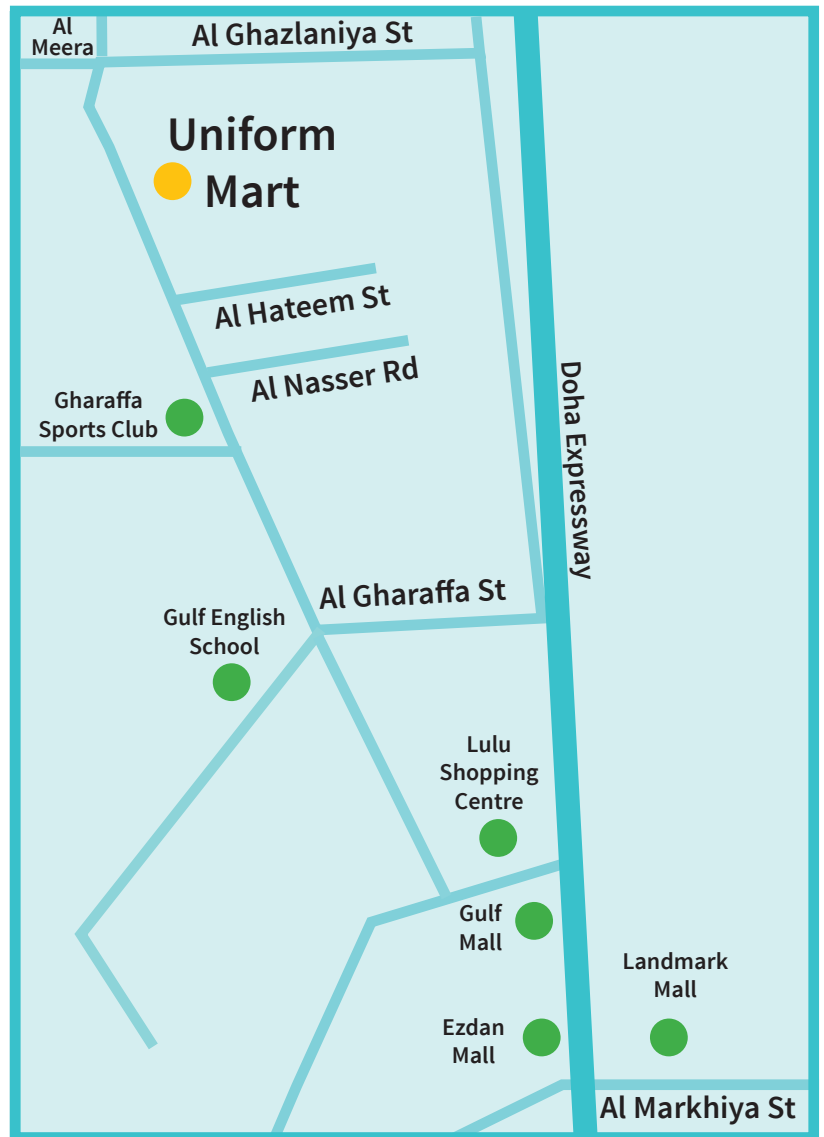 Al
Meera
Al Ghazlaniya St
Uniform
Mart
Al Hateem St
Al Nasser Rd
Gharaffa
Sports Club
Doha Expressway
Al Gharaffa St
Gulf English
School
Lulu
Shopping
Centre
Gulf
Mall
Landmark
Mall
Ezdan
Mall
Al Markhiya St